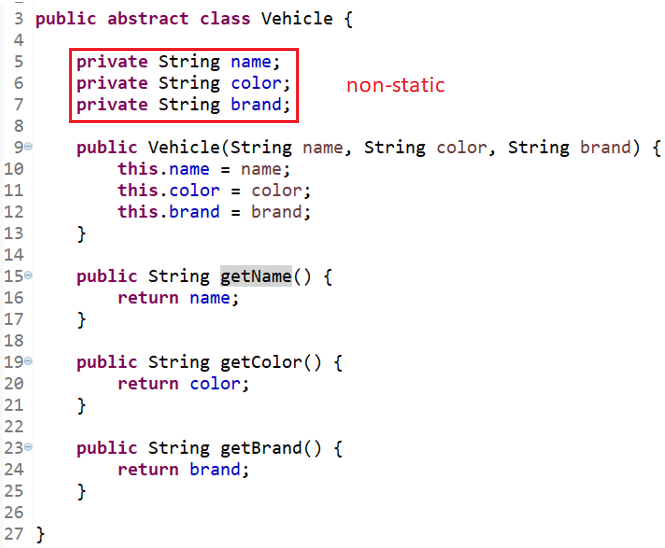 3 public abstract class Vehicle {
4
5 private String name;
6 private String color; non-static
7 private String brand;
8
9 public Vehicle(String name, String color, String brand) {
10 this.name = name;
11 this.color = color;
12 this.brand = brand;
13 }
14
15 public String getName() {
16 return name;
17 }
18
19 public String getColor() {
20 return color;
21 }
22
23 public String getBrand() {
24 return brand;
25 }
26
27 }